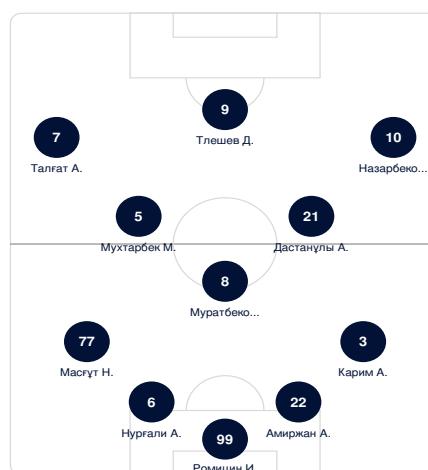 9
Тлешев Д.
7
Талғат А.
10
Назарбеко...
5
Мухтарбек М.
21
Дастанұлы А.
8
Муратбеко...
77
Масғұт Н.
3
Карим А.
6
Нурғали А.
22
Амиржан А.
99
Ромицин И.